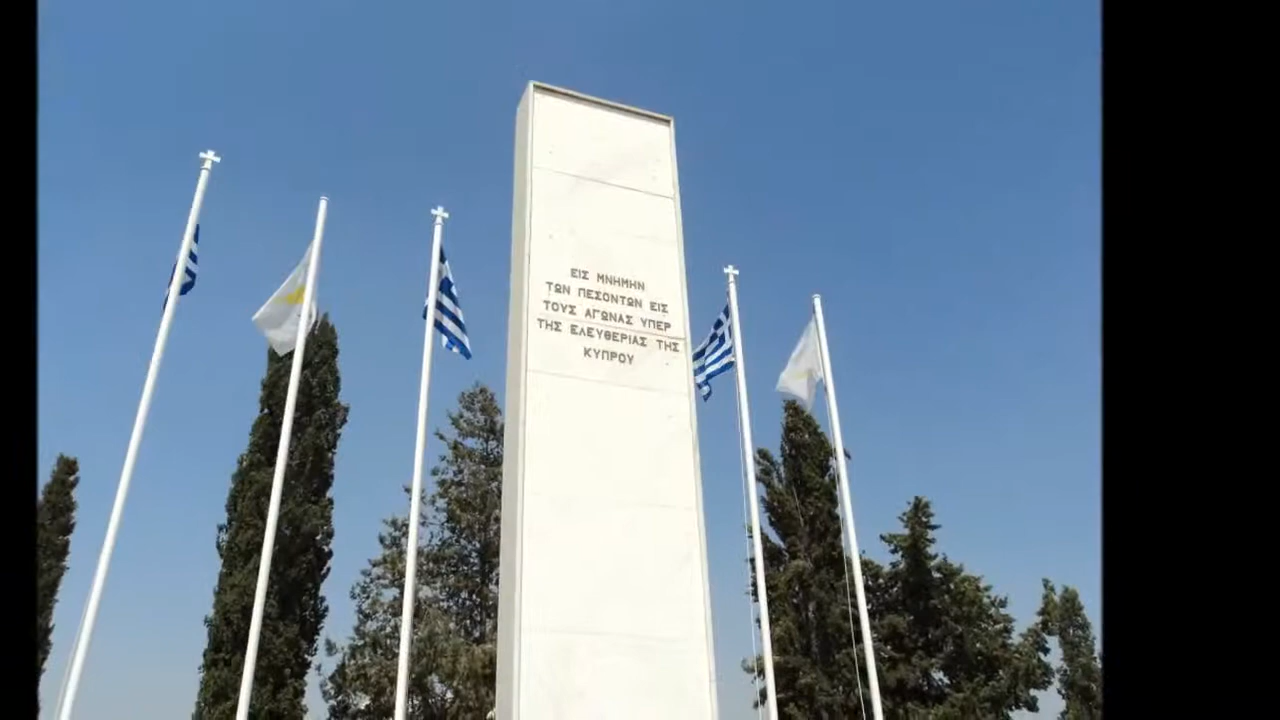 ΕΙΣ ΜΝΗΜΗΝ
ΤΩΝ ΠΕΣΟΝΤΩΝ ΕΙΣ
ΤΟΥΣ ΑΓΩΝΑΣ ΥΠΕΡ
ΤΗΣ ΕΛΕΥΘΕΡΙΑΣ ΤΗΣ
ΚΥΠΡΟΥ